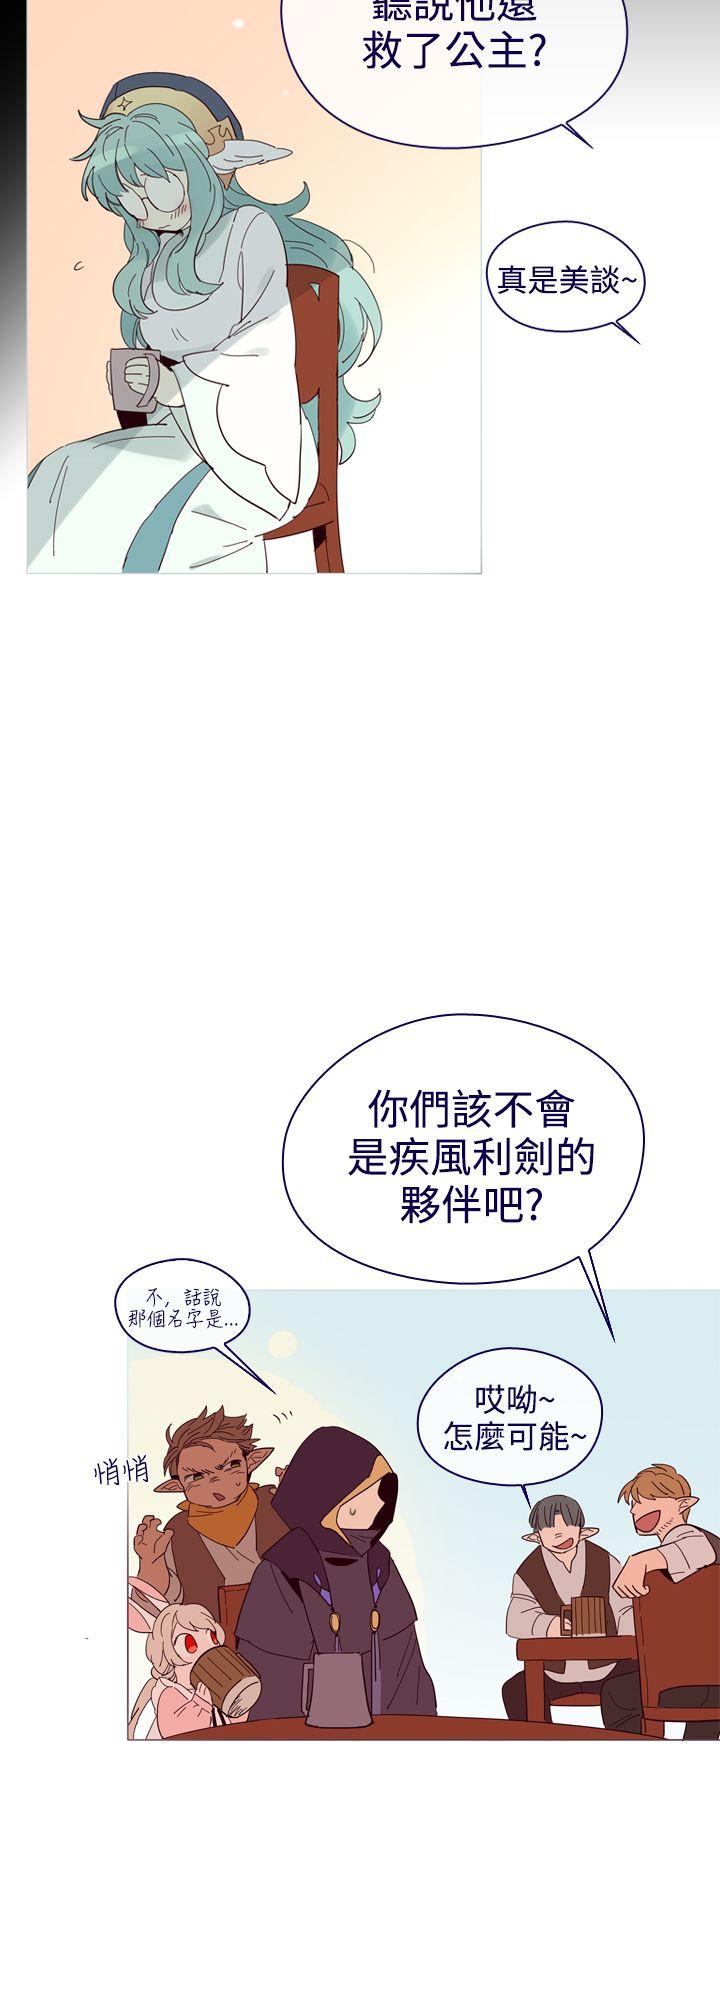 聽說他還
救了公主?
真是美談~
你們該不會
是疾風利劍的
夥伴吧?
不, 話說
那個名字是...
哎呦~
怎麼可能~
悄悄